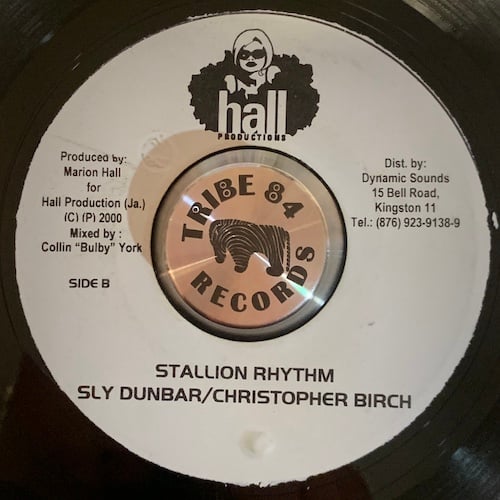 hall
PRODUCTIONS
Produced by:
Marion Hall
for
Hall Production (Ja.)
(C) (P) 2000
Mixed by :
Collin "Bulby" York
Dist. by:
Dynamic Sounds
15 Bell Road,
Kingston 11
Tel.: (876) 923-9138-9
TRIBE 84
RECORDS
SIDE B
STALLION RHYTHM
SLY DUNBAR/CHRISTOPHER BIRCH